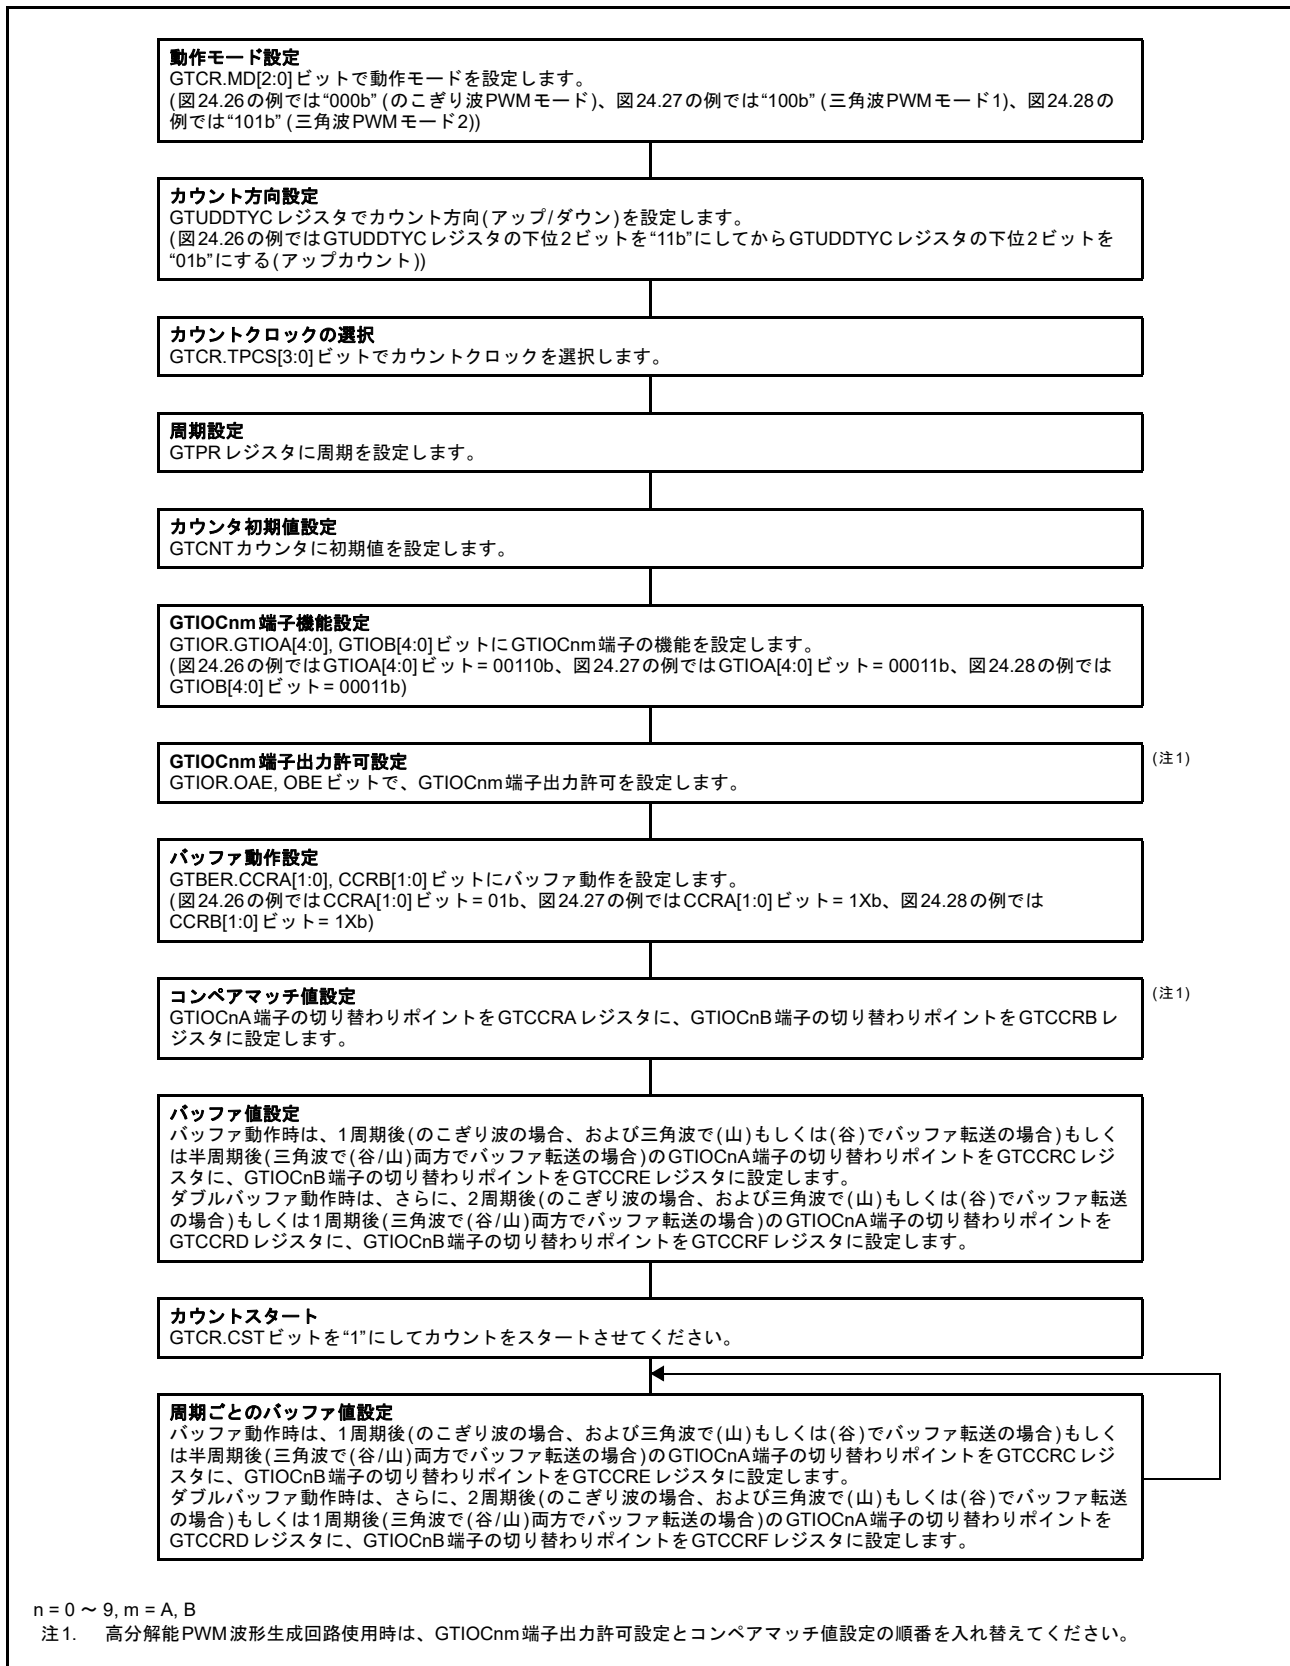 動作モード設定
GTCR.MD[2:0]ビットで動作モードを設定します。
(図24.26の例では“000b” (のこぎり波PWMモード)、図24.27の例では“100b” (三角波PWMモード1)、図24.28の
例では“101b” (三角波PWMモード2))
カウント方向設定
GTUDDTYCレジスタでカウント方向(アップ/ダウン)を設定します。
(図24.26の例ではGTUDDTYCレジスタの下位2ビットを“11b”にしてからGTUDDTYCレジスタの下位2ビットを
“01b”にする(アップカウント))
カウントクロックの選択
GTCR.TPCS[3:0]ビットでカウントクロックを選択します。
周期設定
GTPRレジスタに周期を設定します。
カウンタ初期値設定
GTCNTカウンタに初期値を設定します。
GTIOCnm端子機能設定
GTIOR.GTIOA[4:0], GTIOB[4:0]ビットにGTIOCnm端子の機能を設定します。
(図24.26の例ではGTIOA[4:0]ビット= 00110b、図24.27の例ではGTIOA[4:0]ビット= 00011b、図24.28の例では
GTIOB[4:0]ビット= 00011b)
GTIOCnm端子出力許可設定
(注1)
GTIOR.OAE, OBEビットで、GTIOCnm端子出力許可を設定します。
バッファ動作設定
GTBER.CCRA[1:0], CCRB[1:0]ビットにバッファ動作を設定します。
(図24.26の例ではCCRA[1:0]ビット= 01b、図24.27の例ではCCRA[1:0]ビット= 1Xb、図24.28の例では
CCRB[1:0]ビット= 1Xb)
コンペアマッチ値設定
(注1)
GTIOCnA端子の切り替わりポイントをGTCCRAレジスタに、GTIOCnB端子の切り替わりポイントをGTCCRBレ
ジスタに設定します。
バッファ値設定
バッファ動作時は、1周期後(のこぎり波の場合、および三角波で(山)もしくは(谷)でバッファ転送の場合)もしく
は半周期後(三角波で(谷/山)両方でバッファ転送の場合)のGTIOCnA端子の切り替わりポイントをGTCCRCレジ
スタに、GTIOCnB端子の切り替わりポイントをGTCCREレジスタに設定します。
ダブルバッファ動作時は、さらに、2周期後(のこぎり波の場合、および三角波で(山)もしくは(谷)でバッファ転送
の場合)もしくは1周期後(三角波で(谷/山)両方でバッファ転送の場合)のGTIOCnA端子の切り替わりポイントを
GTCCRDレジスタに、GTIOCnB端子の切り替わりポイントをGTCCRFレジスタに設定します。
カウントスタート
GTCR.CSTビットを“1”にしてカウントをスタートさせてください。
周期ごとのバッファ値設定
バッファ動作時は、1周期後(のこぎり波の場合、および三角波で(山)もしくは(谷)でバッファ転送の場合)もしく
は半周期後(三角波で(谷/山)両方でバッファ転送の場合)のGTIOCnA端子の切り替わりポイントをGTCCRCレジ
スタに、GTIOCnB端子の切り替わりポイントをGTCCREレジスタに設定します。
ダブルバッファ動作時は、さらに、2周期後(のこぎり波の場合、および三角波で(山)もしくは(谷)でバッファ転送
の場合)もしくは1周期後(三角波で(谷/山)両方でバッファ転送の場合)のGTIOCnA端子の切り替わりポイントを
GTCCRDレジスタに、GTIOCnB端子の切り替わりポイントをGTCCRFレジスタに設定します。
n = 0 ～ 9, m = A, B
注1. 高分解能PWM波形生成回路使用時は、GTIOCnm端子出力許可設定とコンペアマッチ値設定の順番を入れ替えてください。